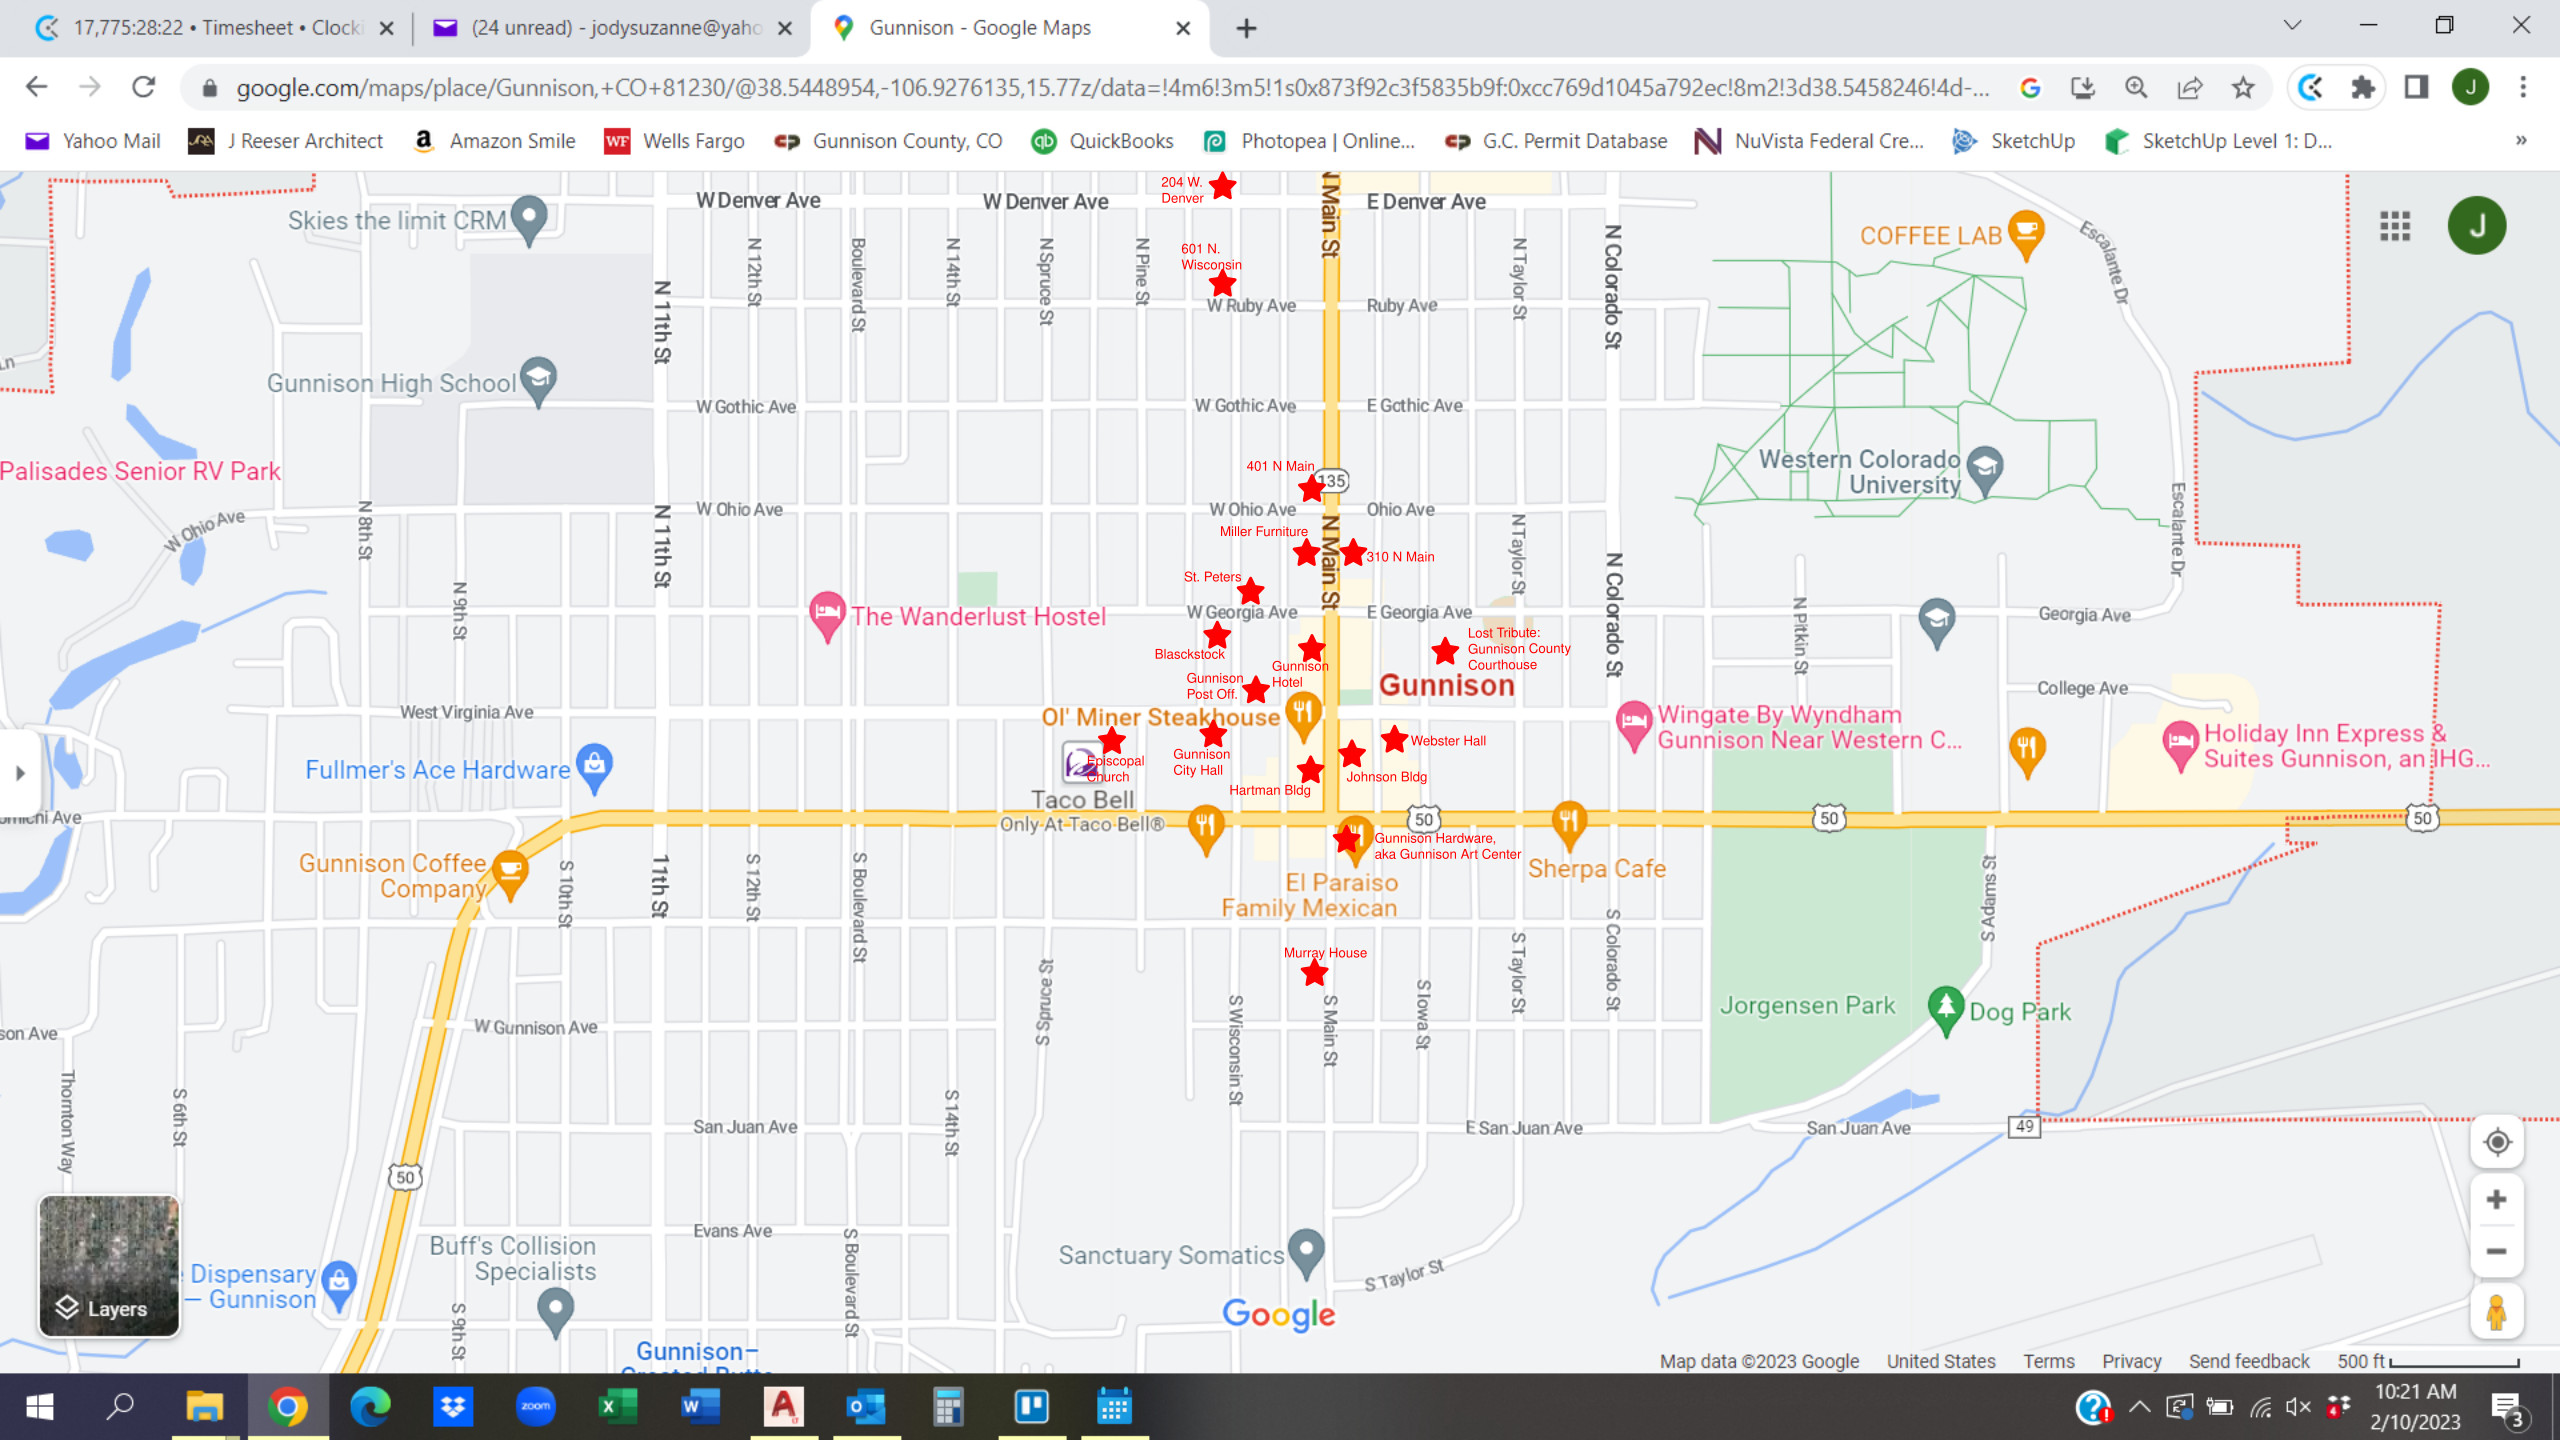 17,775:28:22 • Timesheet • Clocki
(24 unread) - jodysuzanne@yaho
Gunnison - Google Maps
google.com/maps/place/Gunnison,+CO+81230/@38.5448954,-106.9276135,15.77z/data=!4m6!3m5!1s0x873f92c3f5835b9f:0xcc769d1045a792ec!8m2!3d38.5458246!4d-...
J
Yahoo Mail
J Reeser Architect
Amazon Smile
WF Wells Fargo
Gunnison County, CO
QuickBooks
Photopea | Online...
G.C. Permit Database
NuVista Federal Cre...
SketchUp
SketchUp Level 1: D...
»
204 W.
Denver
Skies the limit CRM
W Denver Ave
W Denver Ave
E Denver Ave
N Main St
COFFEE LAB
Escalante Dr
J
601 N.
Wisconsin
N 12th St
Boulevard St
N 14th St
N Spruce St
N Pine St
N Taylor St
N Colorado St
N 11th St
W Ruby Ave
Ruby Ave
Gunnison High School
W Gothic Ave
W Gothic Ave
E Gothic Ave
Palisades Senior RV Park
401 N Main
135
Western Colorado
University
W Ohio Ave
N 8th St
W Ohio Ave
W Ohio Ave
Ohio Ave
N 11th St
Miller Furniture
310 N Main
N Main St
N Taylor St
N Colorado St
Escalante Dr
St. Peters
N 9th St
The Wanderlust Hostel
W Georgia Ave
E Georgia Ave
N Pitkin St
Georgia Ave
Blasckstock
Gunnison
Hotel
Lost Tribute:
Gunnison County
Courthouse
Gunnison
Post Off.
Gunnison
College Ave
West Virginia Ave
Ol' Miner Steakhouse
Wingate By Wyndham
Gunnison Near Western C...
Holiday Inn Express &
Suites Gunnison, an IHG...
Webster Hall
Episcopal
Church
Gunnison
City Hall
Johnson Bldg
Hartman Bldg
Fullmer's Ace Hardware
Taco Bell
Only At Taco Bell®
50
50
50
Gunnison Hardware,
aka Gunnison Art Center
Gunnison Coffee
Company
Sherpa Cafe
El Paraiso
Family Mexican
S 10th St
11th St
S 12th St
S Boulevard St
S Adams St
Murray House
S Spruce St
S Wisconsin St
S Main St
S Iowa St
S Taylor St
S Colorado St
Jorgensen Park
Dog Park
son Ave
W Gunnison Ave
Thornton Way
S 6th St
S 14th St
San Juan Ave
E San Juan Ave
San Juan Ave
49
50
Evans Ave
S Boulevard St
Buff's Collision
Specialists
Sanctuary Somatics
S Taylor St
Dispensary
— Gunnison
Layers
S 9th St
Google
Gunnison–
Map data ©2023 Google
United States
Terms
Privacy
Send feedback
500 ft
zoom
10:21 AM
2/10/2023
4
3